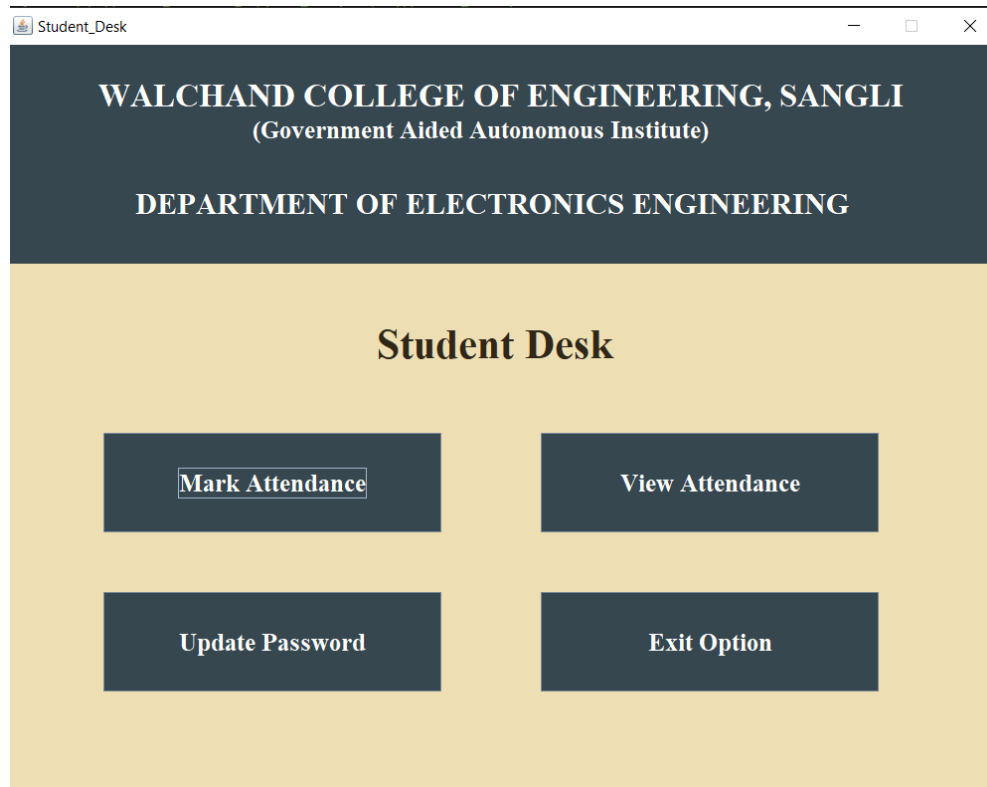 Student_Desk
WALCHAND COLLEGE OF ENGINEERING, SANGLI
(Government Aided Autonomous Institute)
DEPARTMENT OF ELECTRONICS ENGINEERING
Student Desk
Mark Attendance
View Attendance
Update Password
Exit Option